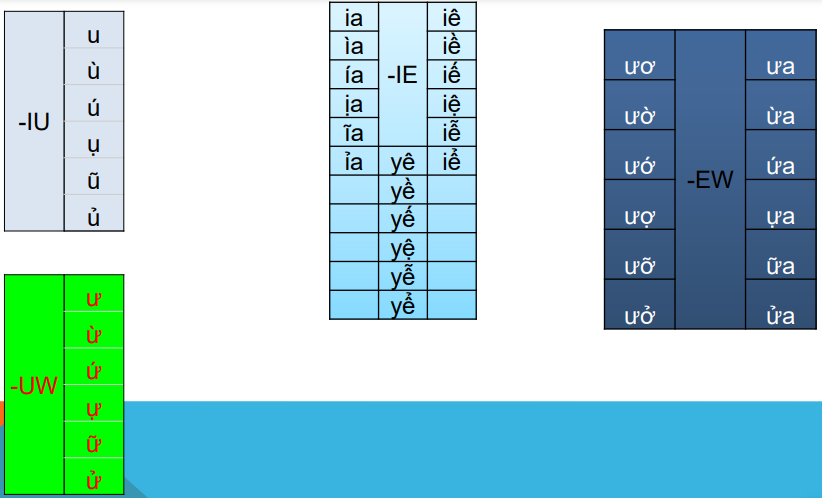 -IU
u
ù
ú
ụ
ũ
ủ
-UW
ư
ừ
ứ
ự
ữ
ử
-IE
ia iê
ìa iề
ía iế
ịa iệ
ĩa iễ
ỉa yê iể
yề
yế
yệ
yễ
yể
-EW
ươ ưa
ườ ừa
ướ ứa
ượ ựa
ưỡ ữa
ưở ửa